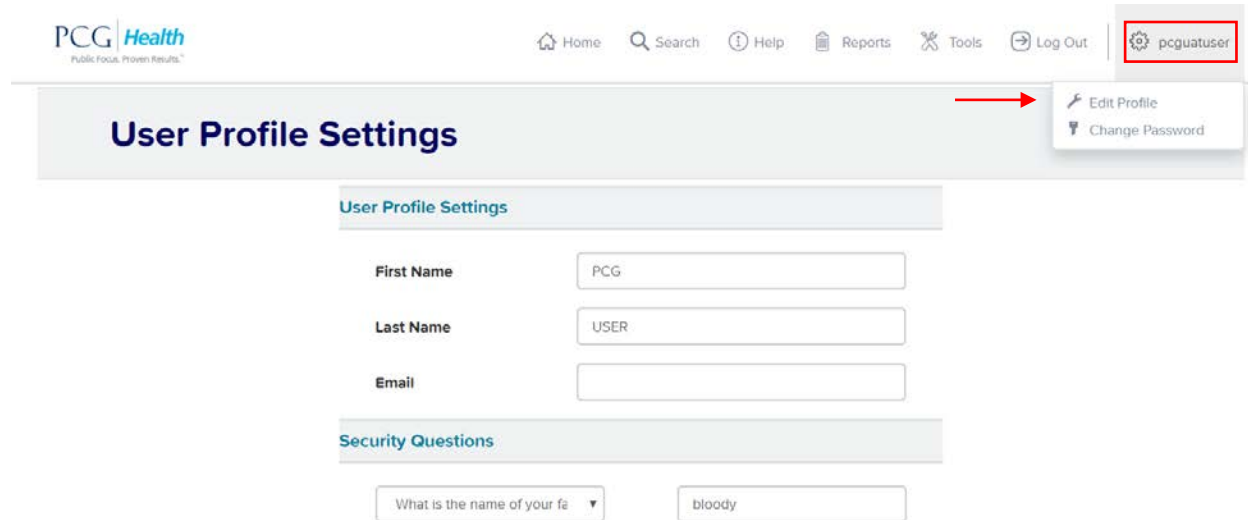 PCG Health
Public Focus. Proven Results.™
Home Search Help Reports Tools Log Out pcguatuser
Edit Profile
Change Password
User Profile Settings
User Profile Settings
First Name PCG
Last Name USER
Email
Security Questions
What is the name of your fa bloody